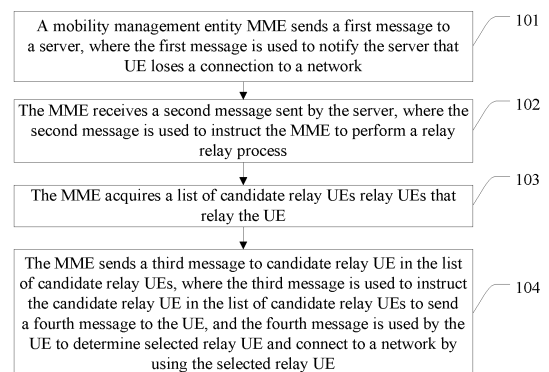 A mobility management entity MME sends a first message to
a server, where the first message is used to notify the server that
UE loses a connection to a network
101
The MME receives a second message sent by the server, where the
second message is used to instruct the MME to perform a relay
relay process
102
The MME acquires a list of candidate relay UEs relay UEs that
relay the UE
103
The MME sends a third message to candidate relay UE in the list
of candidate relay UEs, where the third message is used to instruct
the candidate relay UE in the list of candidate relay UEs to send
a fourth message to the UE, and the fourth message is used by the
UE to determine selected relay UE and connect to a network by
using the selected relay UE
104